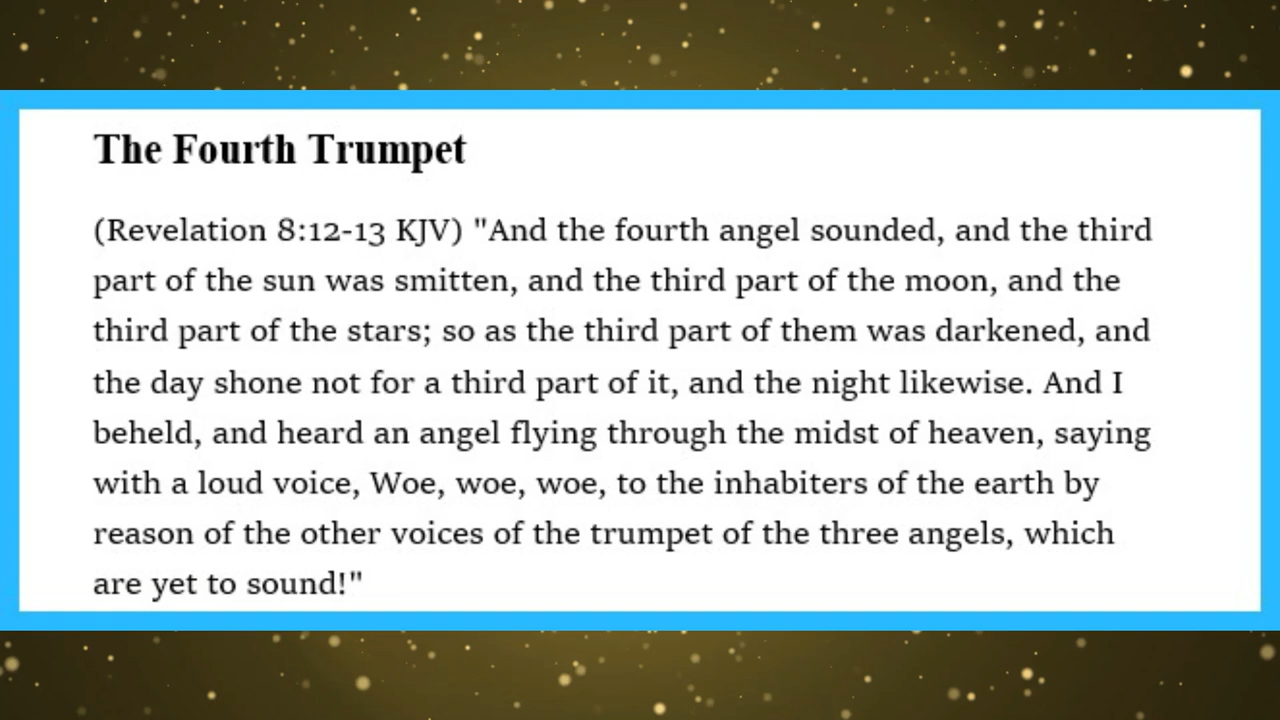 The Fourth Trumpet
(Revelation 8:12-13 KJV) "And the fourth angel sounded, and the third
part of the sun was smitten, and the third part of the moon, and the
third part of the stars; so as the third part of them was darkened, and
the day shone not for a third part of it, and the night likewise. And I
beheld, and heard an angel flying through the midst of heaven, saying
with a loud voice, Woe, woe, woe, to the inhabiters of the earth by
reason of the other voices of the trumpet of the three angels, which
are yet to sound!"